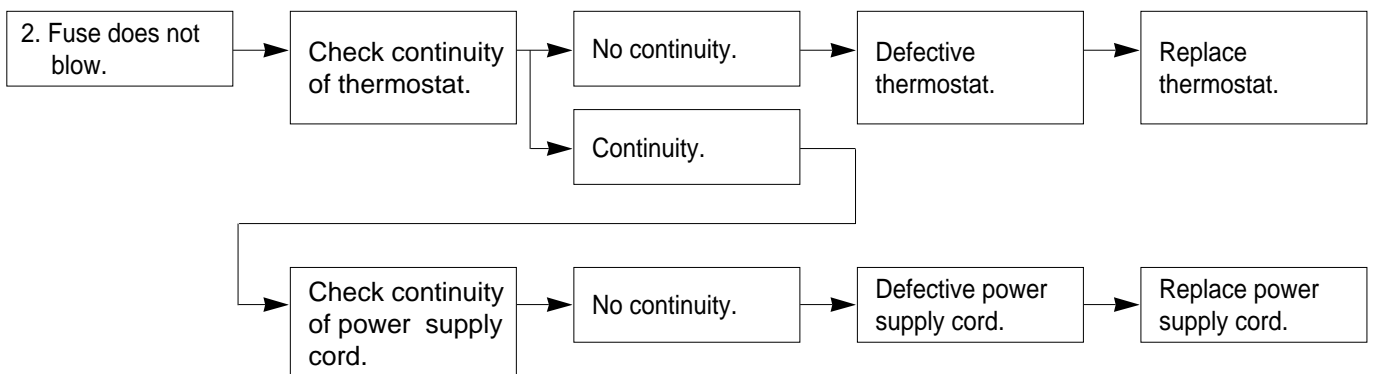 2. Fuse does not
blow.
Check continuity
of thermostat.
No continuity.
Defective
thermostat.
Replace
thermostat.
Continuity.
Check continuity
of power supply
cord.
No continuity.
Defective power
supply cord.
Replace power
supply cord.